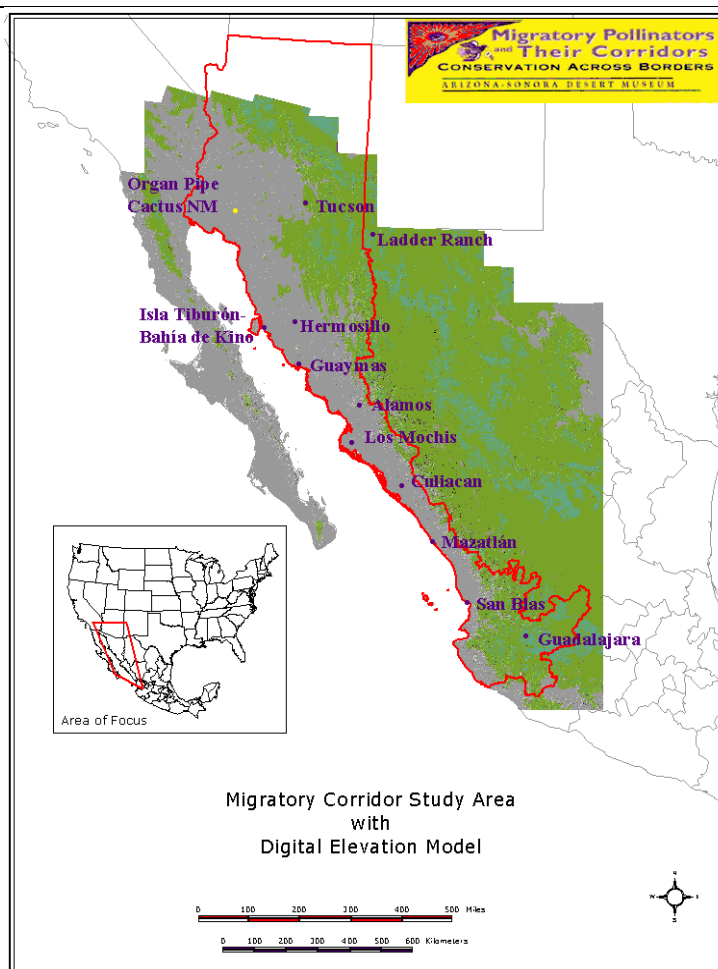 Migratory Pollinators
and Their Corridors
CONSERVATION ACROSS BORDERS
ARIZONA-SONORA DESERT MUSEUM
Organ Pipe
Cactus NM
Tucson
Ladder Ranch
Isla Tiburón-
Bahía de Kino
Hermosillo
Guaymas
Alamos
Los Mochis
Culiacan
Mazatlán
San Blas
Guadalajara
Area of Focus
Migratory Corridor Study Area
with
Digital Elevation Model
N
W E
S
0 100 200 300 400 500 Miles
0 100 200 300 400 500 600 Kilometers